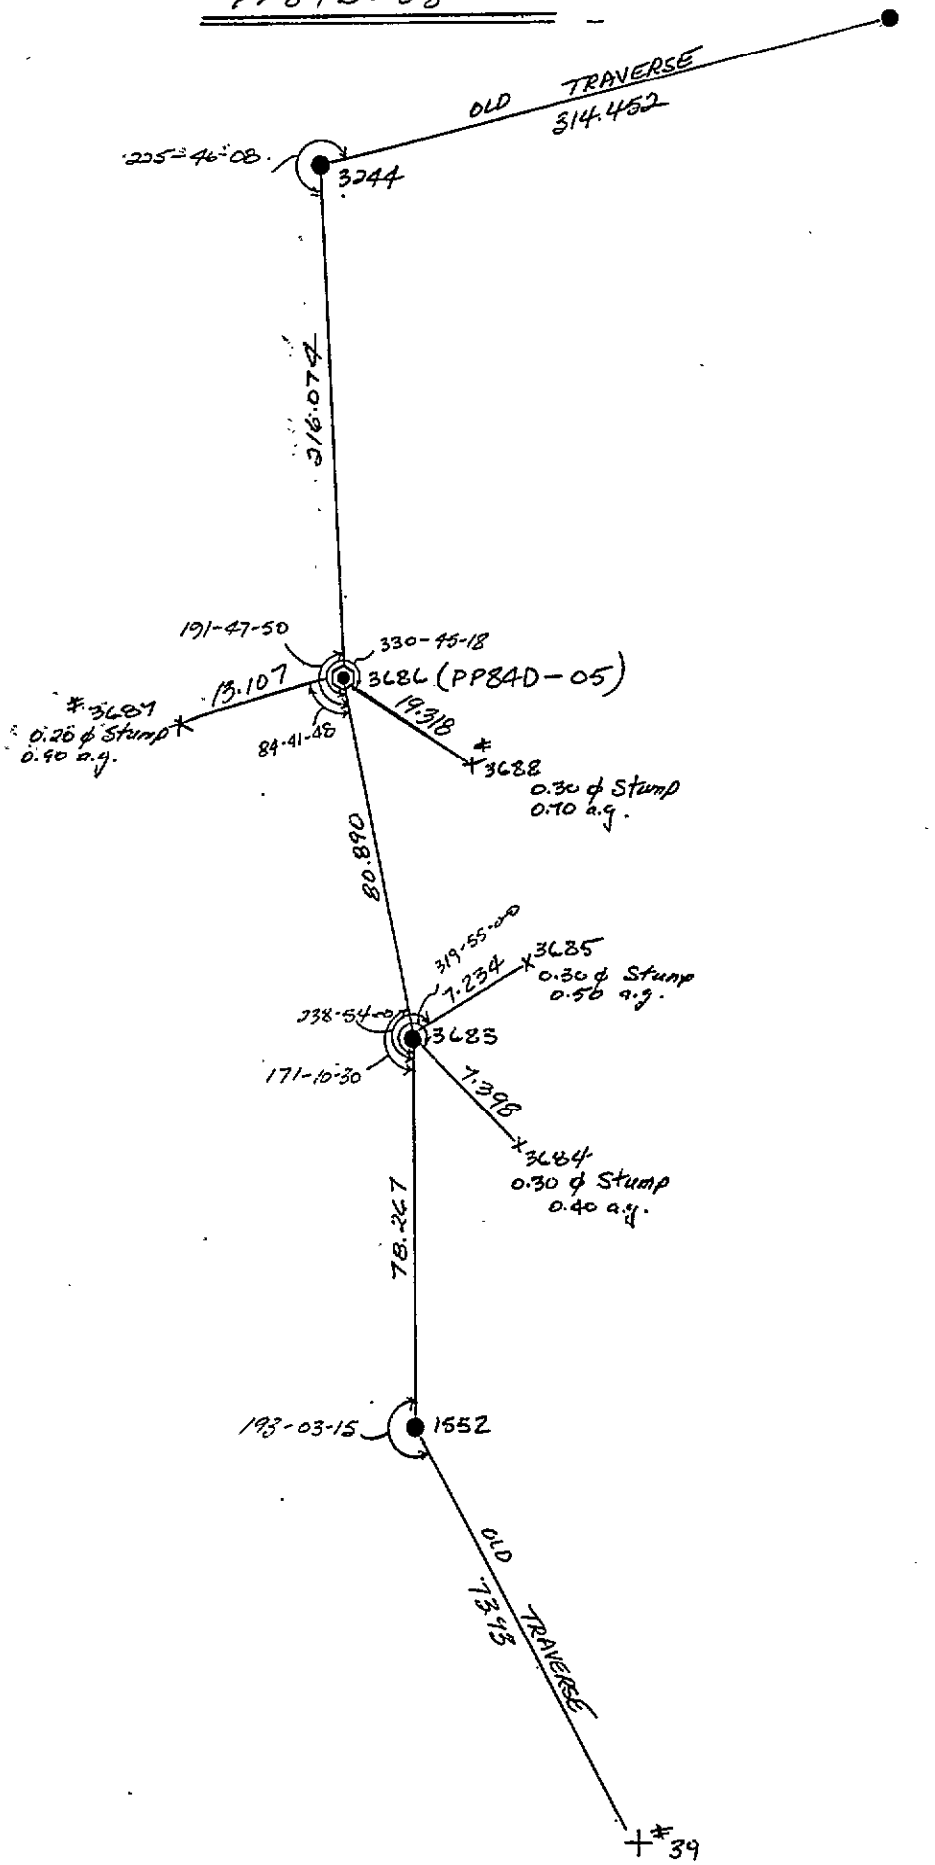 OLD TRAVERSE
314.452
225-46-08
3244
316.074
191-47-50
330-45-18
3686 (PP84D-05)
13.107
19.318
# 3687
0.20 φ Stump
0.90 a.g.
84-41-48
# 3688
0.30 φ Stump
0.70 a.g.
80.890
319-55-00
3685
0.30 φ Stump
0.50 a.g.
7.234
238-54-0
3683
171-10-30
7.398
3684
0.30 φ Stump
0.40 a.g.
78.267
193-03-15
1552
OLD TRAVERSE
73.93
# 39